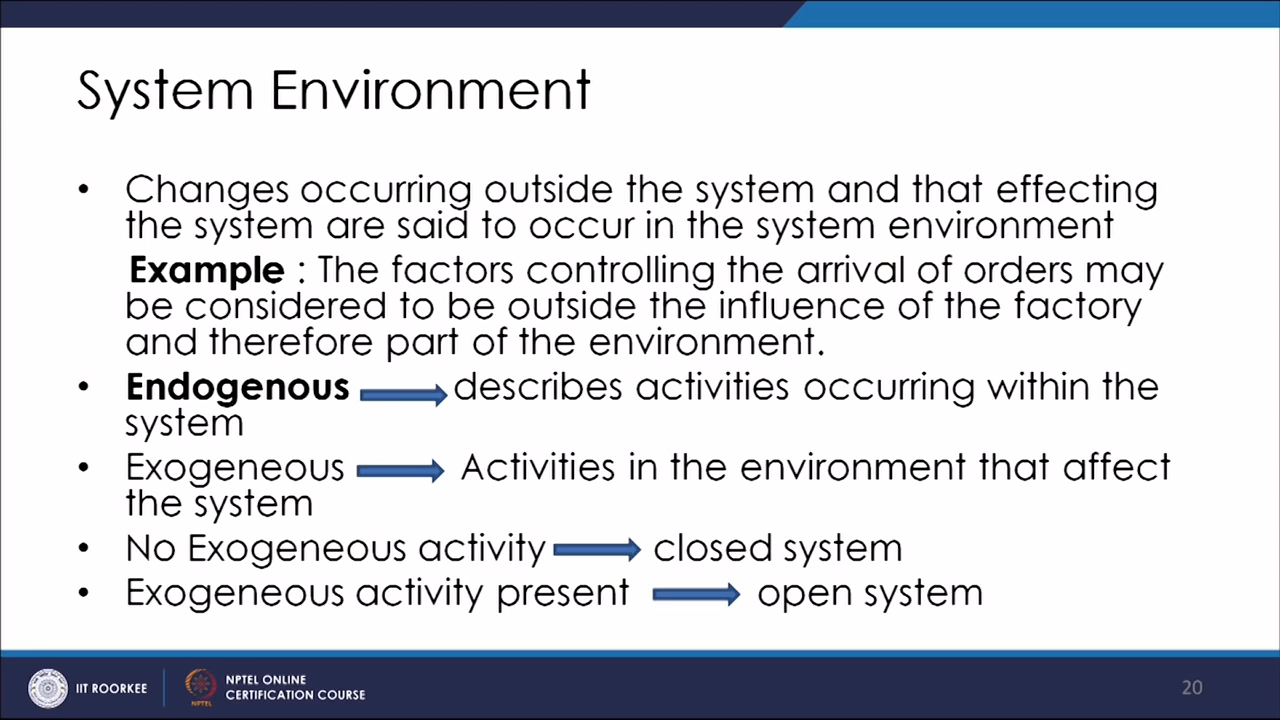 System Environment
• Changes occurring outside the system and that effecting
the system are said to occur in the system environment
Example : The factors controlling the arrival of orders may
be considered to be outside the influence of the factory
and therefore part of the environment.
• Endogenous describes activities occurring within the
system
• Exogeneous Activities in the environment that affect
the system
• No Exogeneous activity closed system
• Exogeneous activity present open system
IIT ROORKEE
NPTEL ONLINE
CERTIFICATION COURSE
NPTEL
20